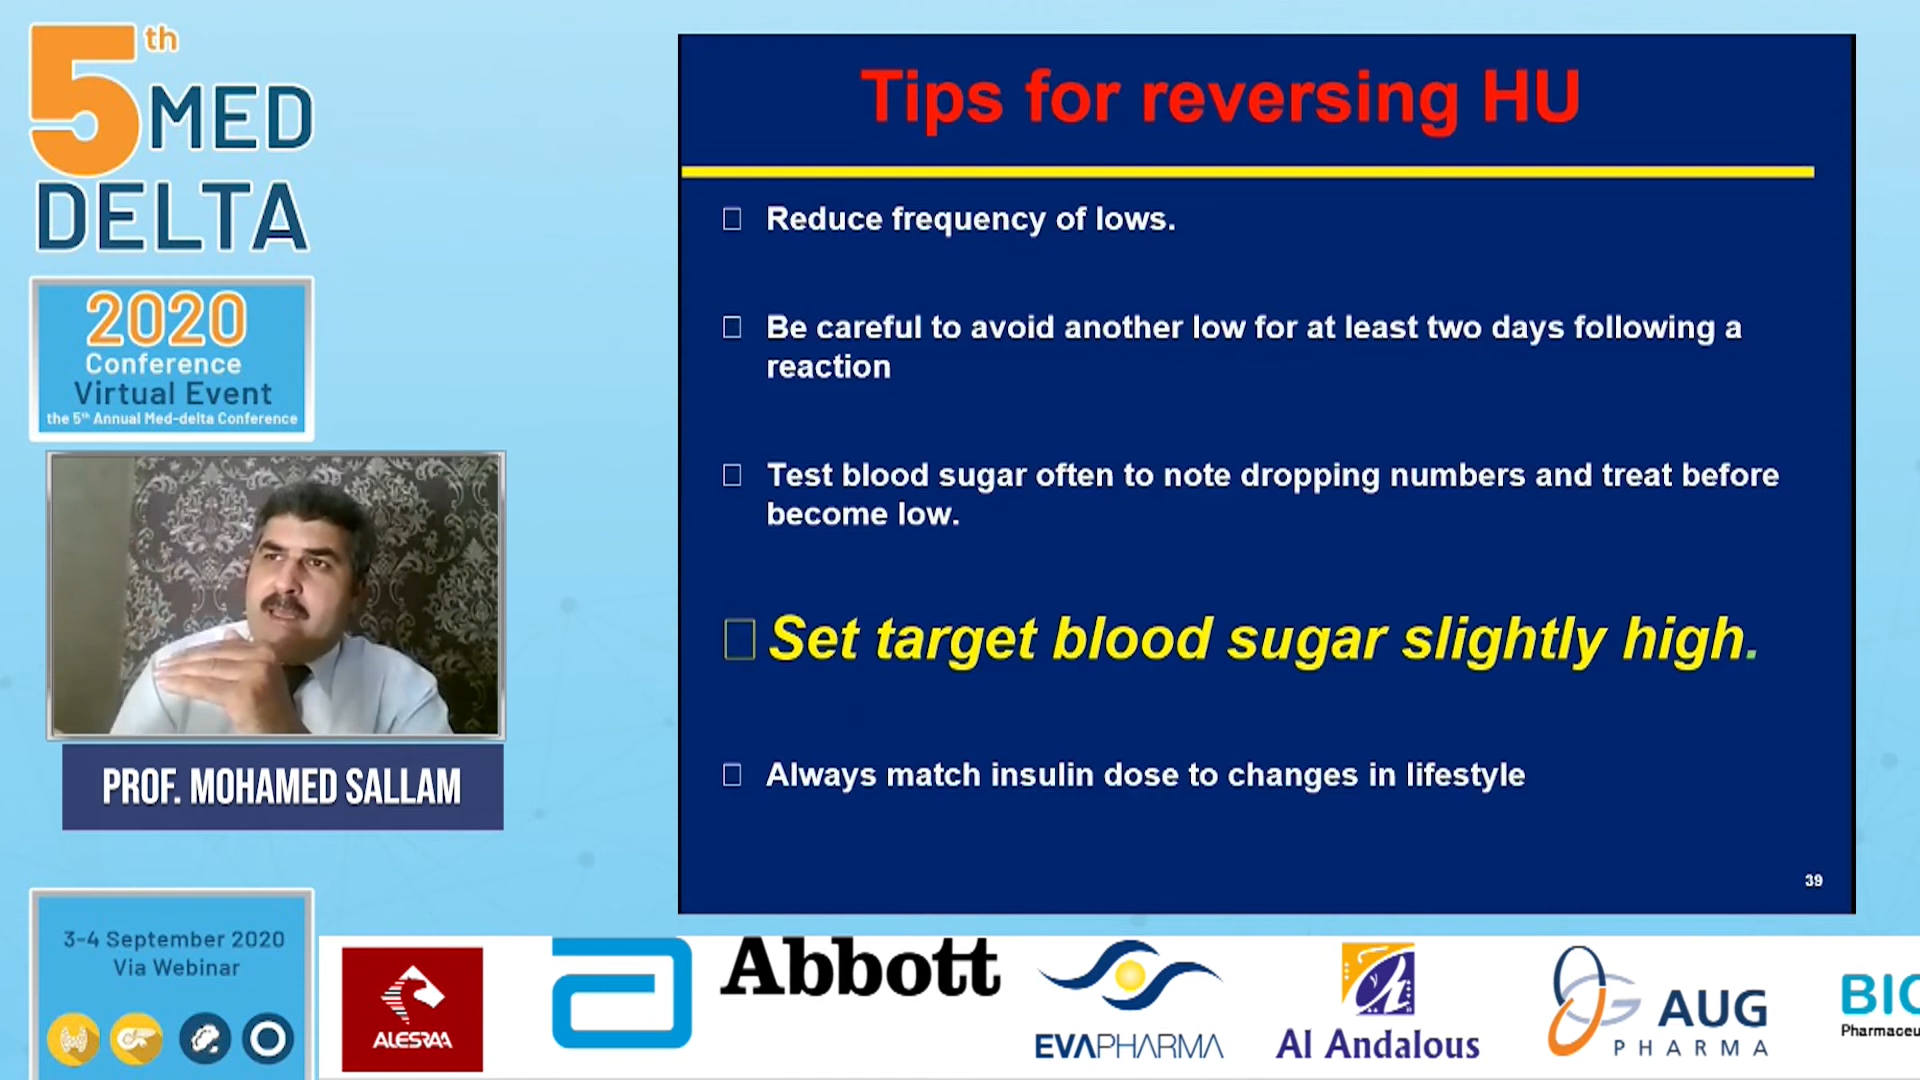 5th MED
DELTA
2020
Conference
Virtual Event
the 5th Annual Med-delta Conference
PROF. MOHAMED SALLAM
3-4 September 2020
Via Webinar
Tips for reversing HU
Reduce frequency of lows.
Be careful to avoid another low for at least two days following a
reaction
Test blood sugar often to note dropping numbers and treat before
become low.
Set target blood sugar slightly high.
Always match insulin dose to changes in lifestyle
39
ALESRAA
Abbott
EVAPHARMA
Al Andalous
AUG
PHARMA